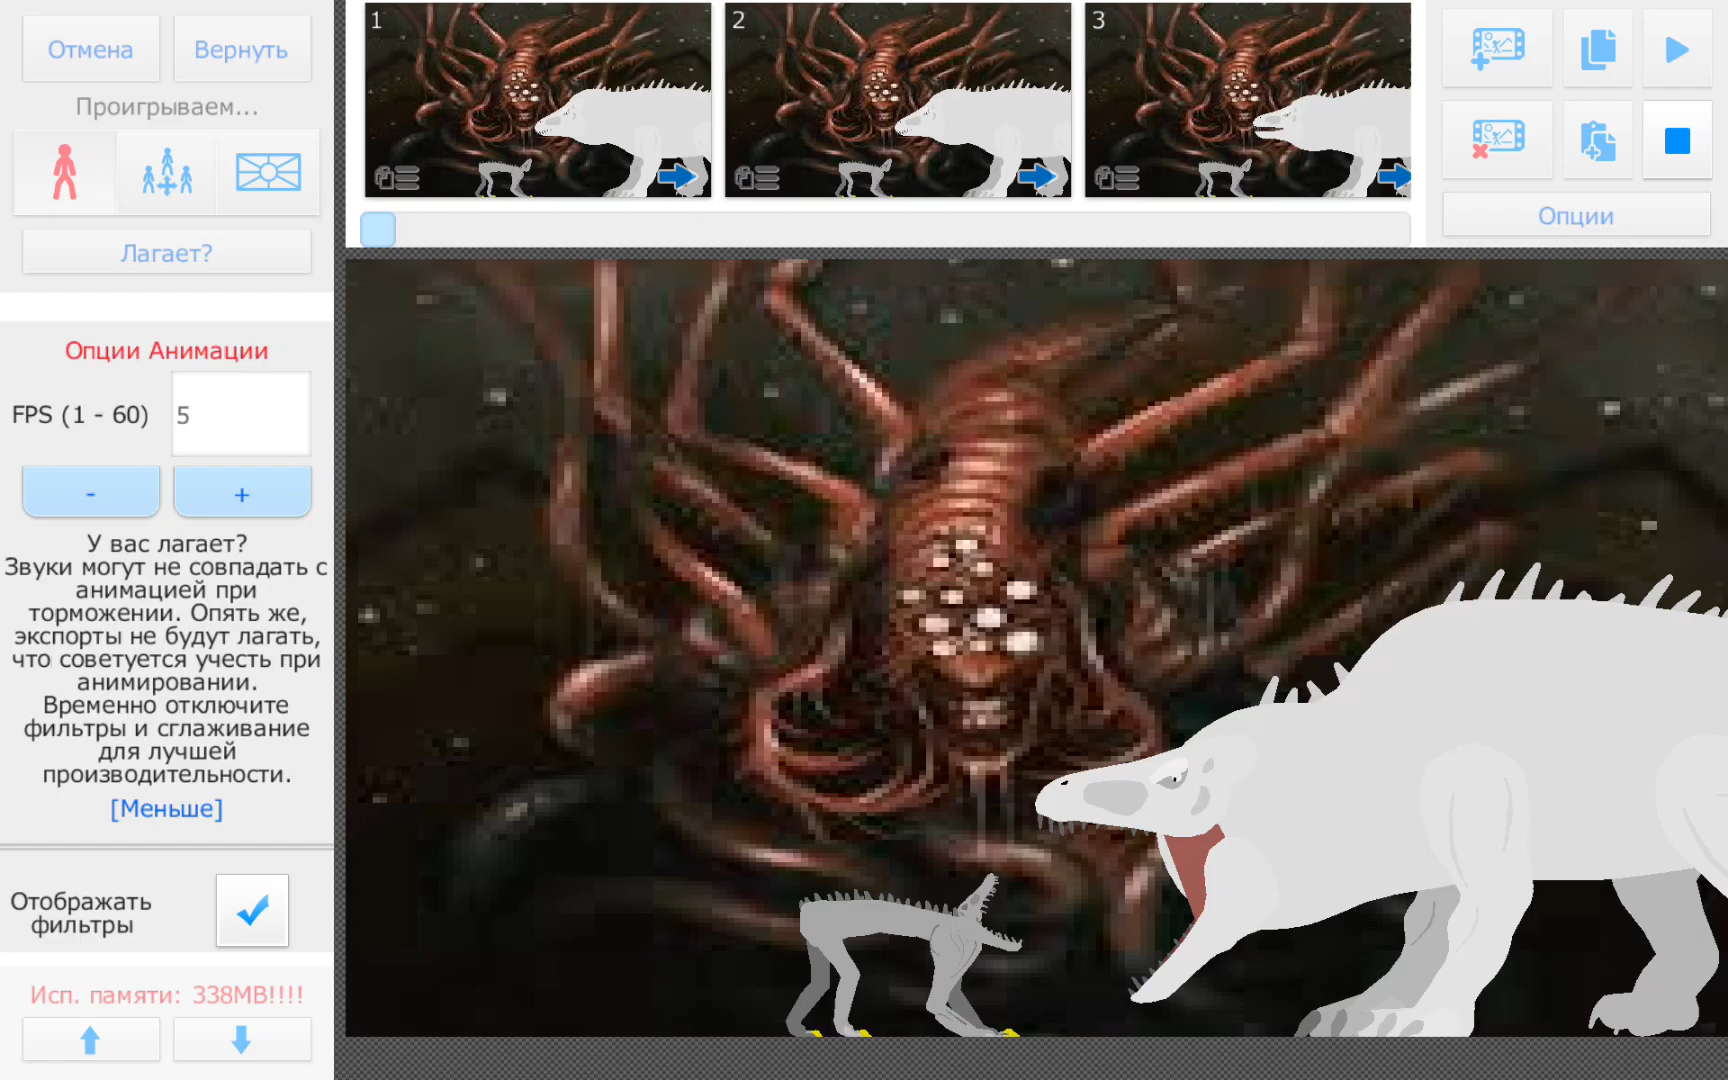 Отмена
Вернуть
Проигрываем...
Лагает?
Опции Анимации
FPS (1 - 60)
5
-
+
У вас лагает?
Звуки могут не совпадать с
анимацией при
торможении. Опять же,
экспорты не будут лагать,
что советуется учесть при
анимировании.
Временно отключите
фильтры и сглаживание
для лучшей
производительности.
[Меньше]
Отображать
фильтры
Исп. памяти: 338MB!!!!
1
2
3
Опции